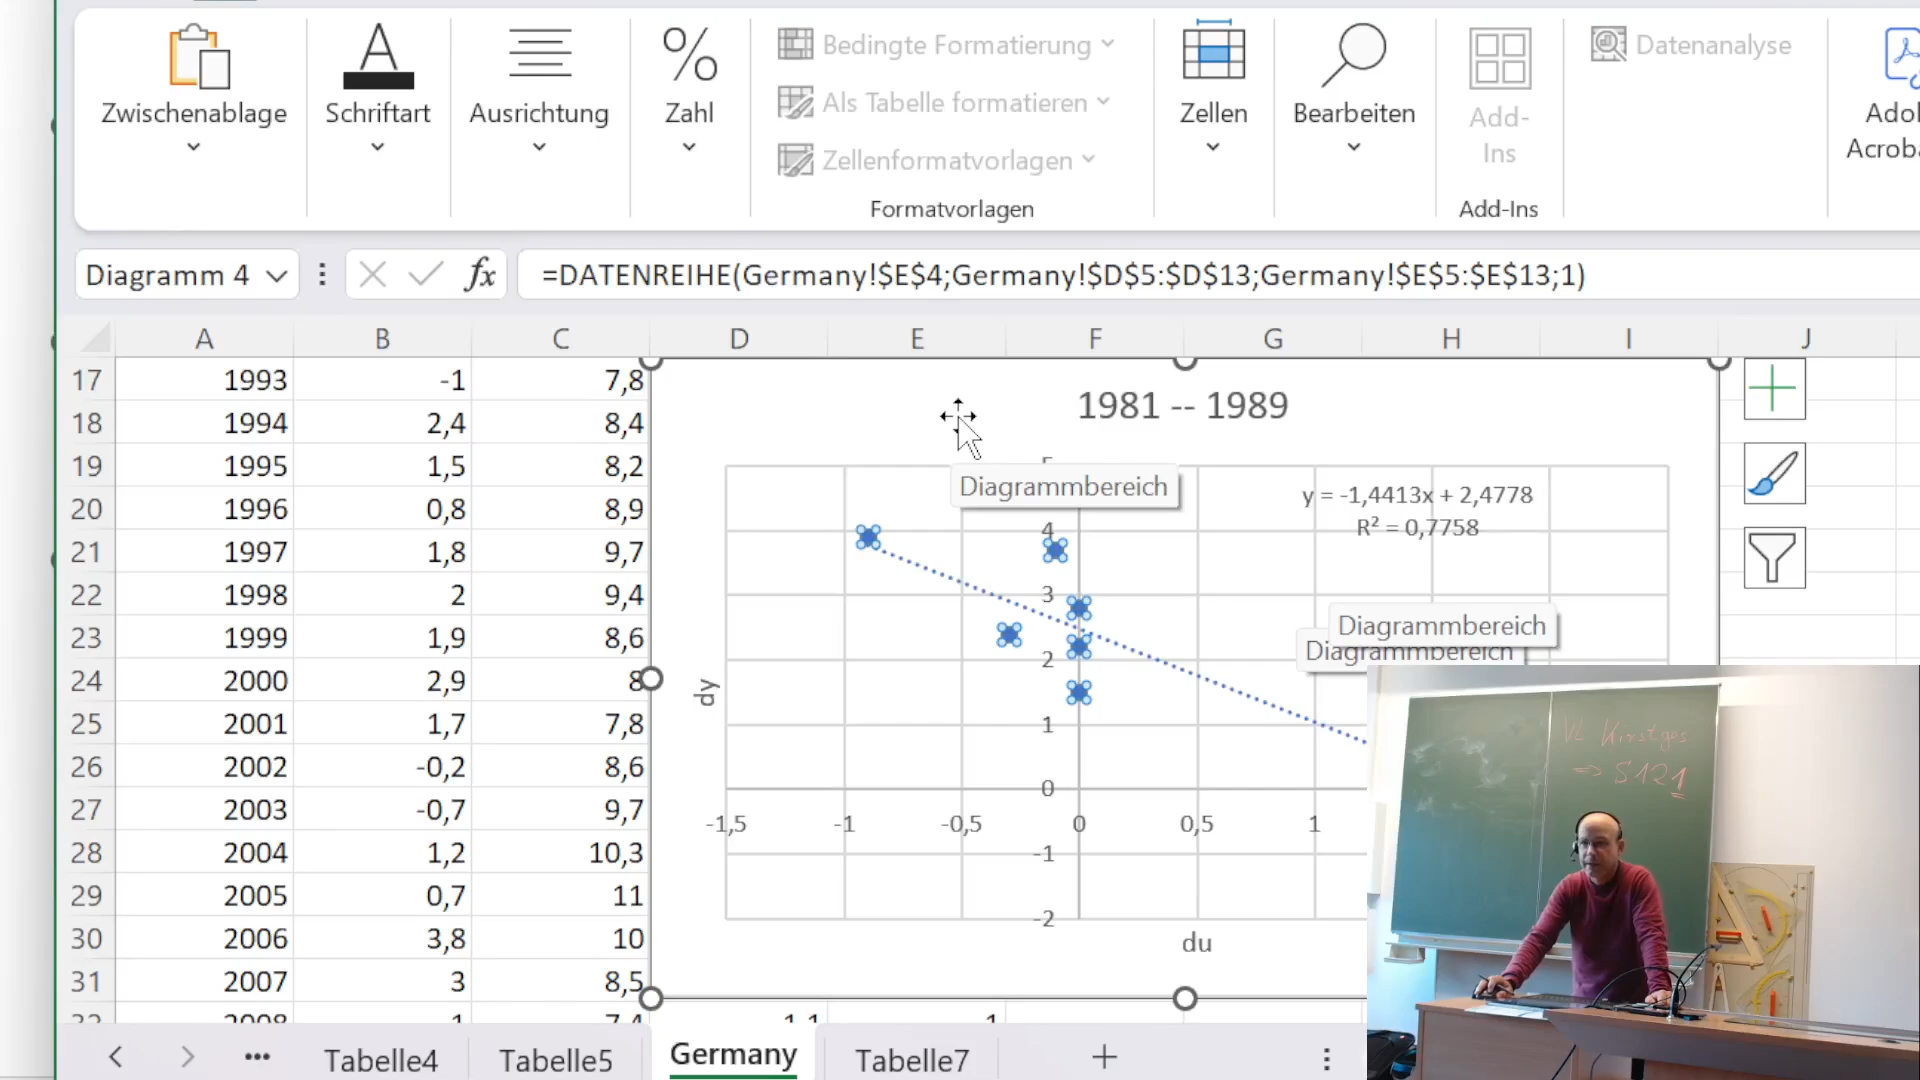 Zwischenablage
Schriftart
Ausrichtung
Zahl
Bedingte Formatierung
Als Tabelle formatieren
Zellenformatvorlagen
Formatvorlagen
Zellen
Bearbeiten
Add-
Ins
Add-Ins
Datenanalyse
Diagramm 4
fx
=DATENREIHE(Germany!$E$4;Germany!$D$5:$D$13;Germany!$E$5:$E$13;1)
A B C D E F G H I J
17 1993 -1 7,8
18 1994 2,4 8,4
19 1995 1,5 8,2
20 1996 0,8 8,9
21 1997 1,8 9,7
22 1998 2 9,4
23 1999 1,9 8,6
24 2000 2,9 8
25 2001 1,7 7,8
26 2002 -0,2 8,6
27 2003 -0,7 9,7
28 2004 1,2 10,3
29 2005 0,7 11
30 2006 3,8 10
31 2007 3 8,5
1981 -- 1989
Diagrammbereich
y = -1,4413x + 2,4778
R² = 0,7758
4
3
Diagrammbereich
Diagrammbereich
2
dy
1
0
-1,5 -1 -0,5 0 0,5 1
-1
-2
du
VL Kirstges
=> S121
Tabelle4
Tabelle5
Germany
Tabelle7